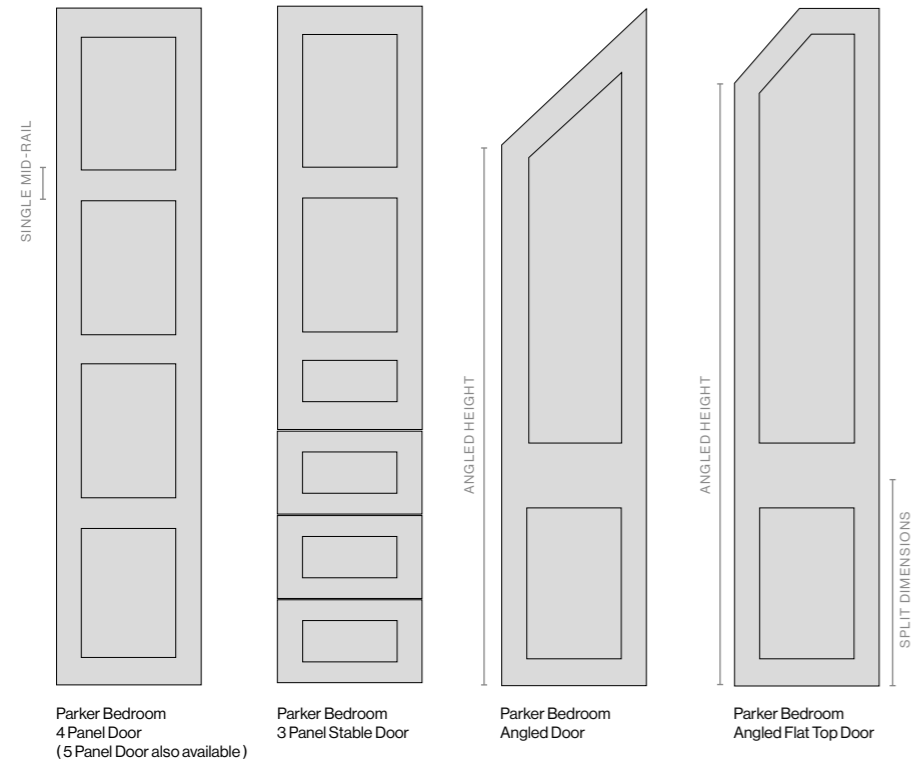 SINGLE MID-RAIL
ANGLED HEIGHT
ANGLED HEIGHT
SPLIT DIMENSIONS
Parker Bedroom
4 Panel Door
( 5 Panel Door also available )
Parker Bedroom
3 Panel Stable Door
Parker Bedroom
Angled Door
Parker Bedroom
Angled Flat Top Door